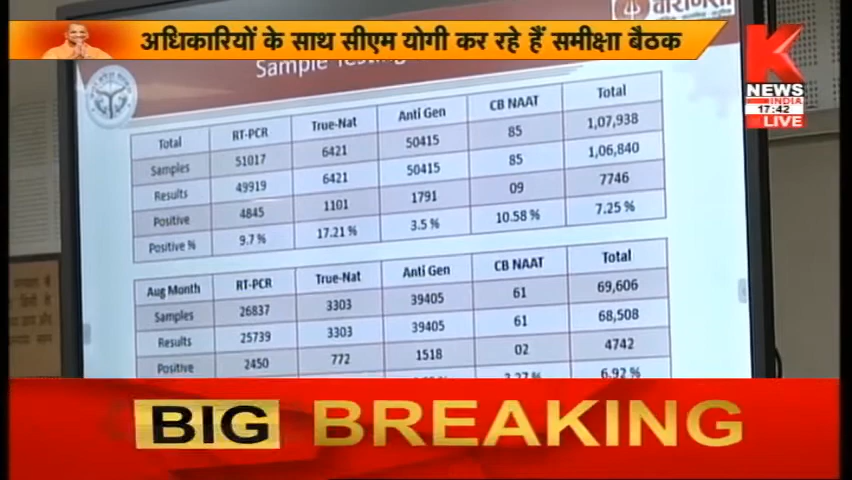 वाराणसी
अधिकारियों के साथ सीएम योगी कर रहे हैं समीक्षा बैठक
K
NEWS
INDIA
17:42
LIVE
Sample Testing
Total RT-PCR True-Nat Anti Gen CB NAAT Total
Samples 51017 6421 50415 85 1,07,938
Results 49919 6421 50415 85 1,06,840
Positive 4845 1101 1791 09 7746
Positive % 9.7 % 17.21 % 3.5 % 10.58 % 7.25 %
Aug Month RT-PCR True-Nat Anti Gen CB NAAT Total
Samples 26837 3303 39405 61 69,606
Results 25739 3303 39405 61 68,508
Positive 2450 772 1518 02 4742
6.92 %
BIG BREAKING